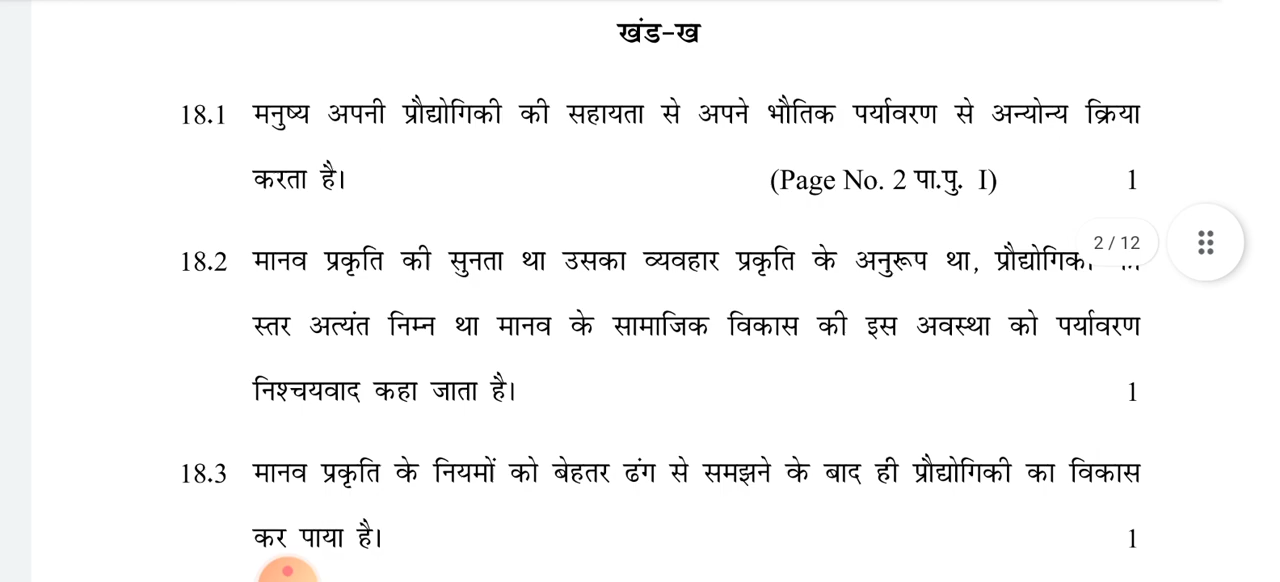 खंड-ख
18.1 मनुष्य अपनी प्रौद्योगिकी की सहायता से अपने भौतिक पर्यावरण से अन्योन्य क्रिया
करता है। (Page No. 2 पा.पु. I) 1
2 / 12
18.2 मानव प्रकृति की सुनता था उसका व्यवहार प्रकृति के अनुरूप था,
स्तर अत्यंत निम्न था मानव के सामाजिक विकास की इस अवस्था को पर्यावरण
निश्चयवाद कहा जाता है। 1
18.3 मानव प्रकृति के नियमों को बेहतर ढंग से समझने के बाद ही प्रौद्योगिकी का विकास
कर पाया है। 1